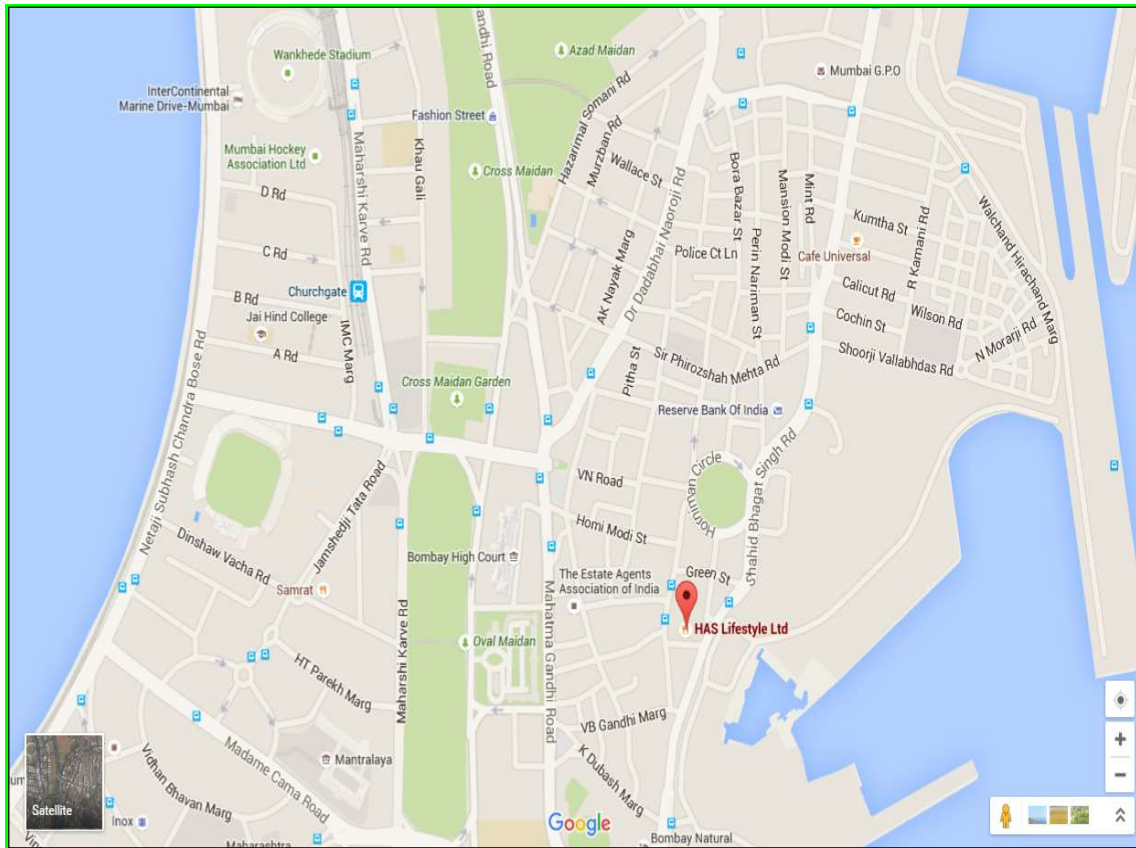 andhi Road
Azad Maidan
Wankhede Stadium
Mumbai G.P.O
InterContinental
Marine Drive-Mumbai
Fashion Street
Hazarimal Somani Rd
Murzban Rd
Maharshi Karve Rd
Khau Gali
Mumbai Hockey
Association Ltd
Cross Maidan
Wallace St
Bora Bazar St
Mansion Modi St
Mint Rd
Walchand Hirachand Marg
D Rd
Kumtha St
R Kamani Rd
Dr Dadabhai Naoroji Rd
AK Nayak Marg
Police Ct Ln
Perin Nariman St
Cafe Universal
C Rd
Churchgate
Calicut Rd
B Rd
Jai Hind College
IMC Marg
Cochin St
Wilson Rd
N Morarji Rd
A Rd
Pitha St
Sir Phirozshah Mehta Rd
Shoorji Vallabhdas Rd
Cross Maidan Garden
Reserve Bank Of India
Netaji Subhash Chandra Bose Rd
Jamshedji Tata Road
VN Road
Horniman Circle
Shahid Bhagat Singh Rd
Homi Modi St
Dinshaw Vacha Rd
Bombay High Court
The Estate Agents
Association of India
Green St
Samrat
HAS Lifestyle Ltd
Maharshi Karve Rd
Oval Maidan
Mahatma Gandhi Road
HT Parekh Marg
VB Gandhi Marg
K Dubash Marg
Madame Cama Road
Mantralaya
Vidhan Bhavan Marg
um
Satellite
Inox
Google
Maharashtra
Bombay Natural